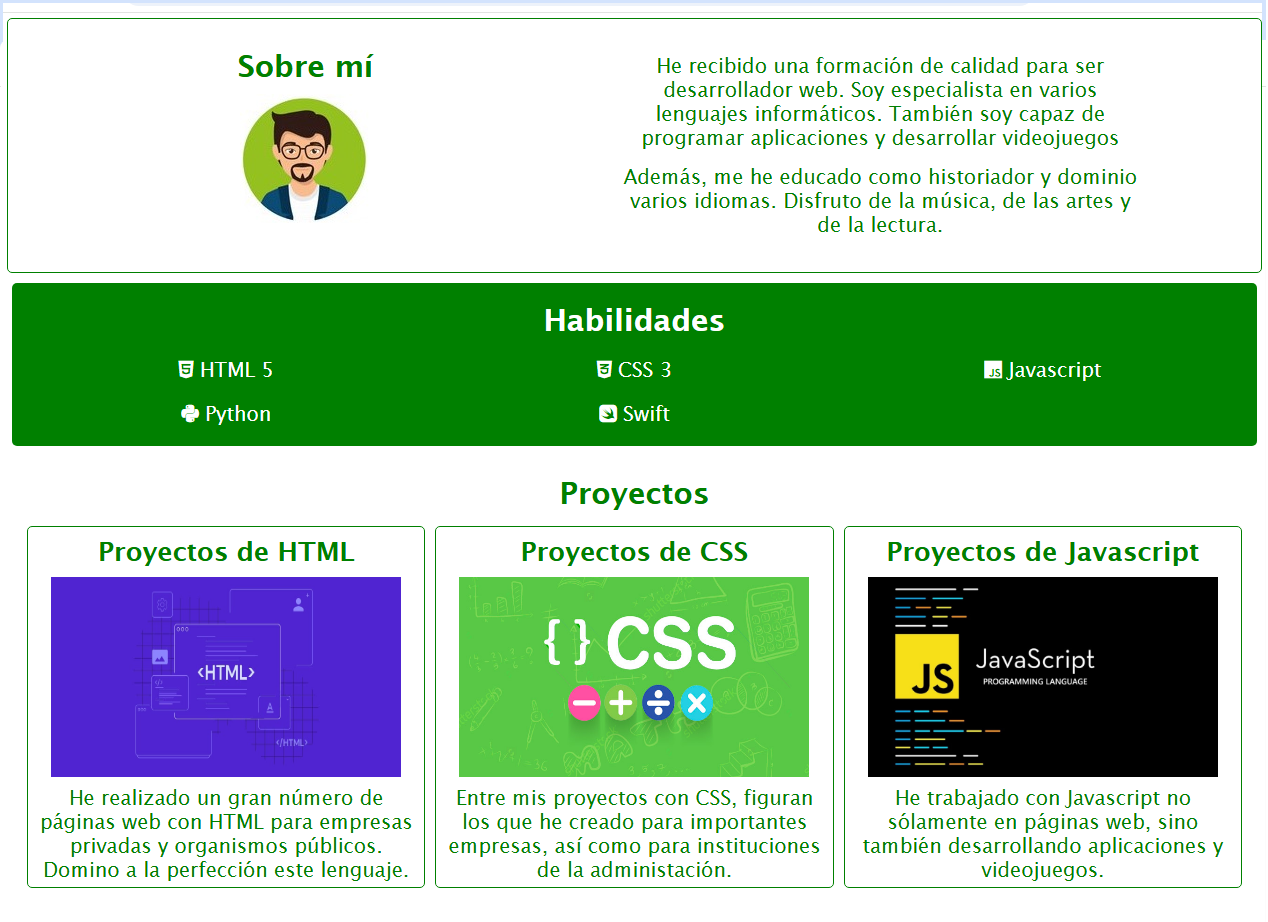 Sobre mí
He recibido una formación de calidad para ser
desarrollador web. Soy especialista en varios
lenguajes informáticos. También soy capaz de
programar aplicaciones y desarrollar videojuegos
Además, me he educado como historiador y dominio
varios idiomas. Disfruto de la música, de las artes y
de la lectura.
Habilidades
HTML 5
CSS 3
JS Javascript
Python
Swift
Proyectos
Proyectos de HTML
<HTML>
A
</HTML>
He realizado un gran número de
páginas web con HTML para empresas
privadas y organismos públicos.
Domino a la perfección este lenguaje.
Proyectos de CSS
{ } CSS
− + ÷ ×
Entre mis proyectos con CSS, figuran
los que he creado para importantes
empresas, así como para instituciones
de la administación.
Proyectos de Javascript
JS
JavaScript
PROGRAMMING LANGUAGE
He trabajado con Javascript no
sólamente en páginas web, sino
también desarrollando aplicaciones y
videojuegos.